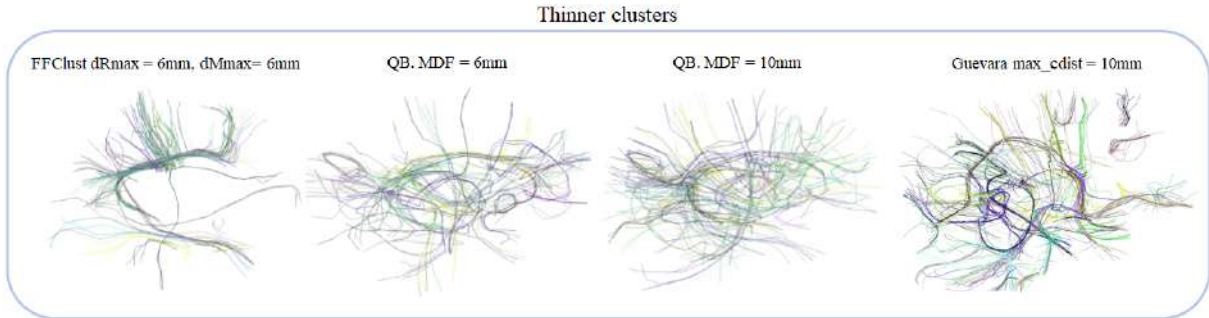 Thinner clusters
FFClust dRmax = 6mm, dMmax= 6mm
QB. MDF = 6mm
QB. MDF = 10mm
Guevara max_cdist = 10mm